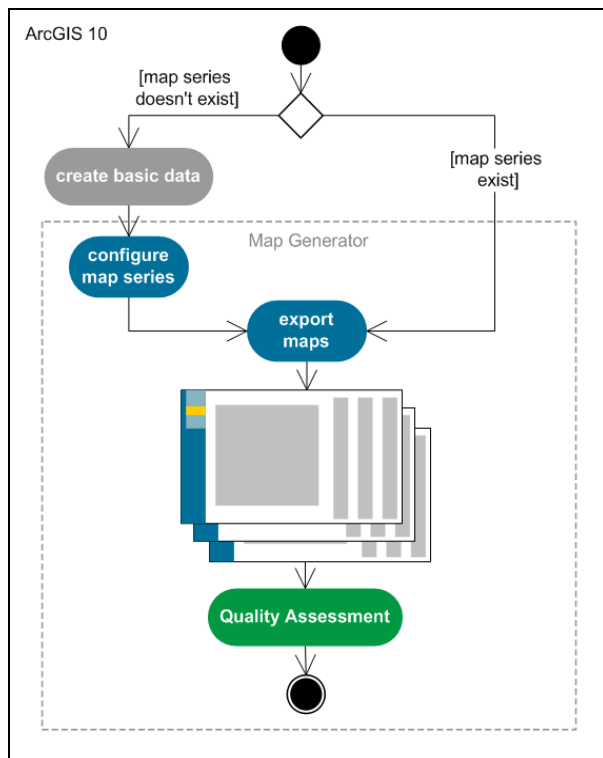 ArcGIS 10
[map series
doesn't exist]
[map series
exist]
create basic data
Map Generator
configure
map series
export
maps
Quality Assessment